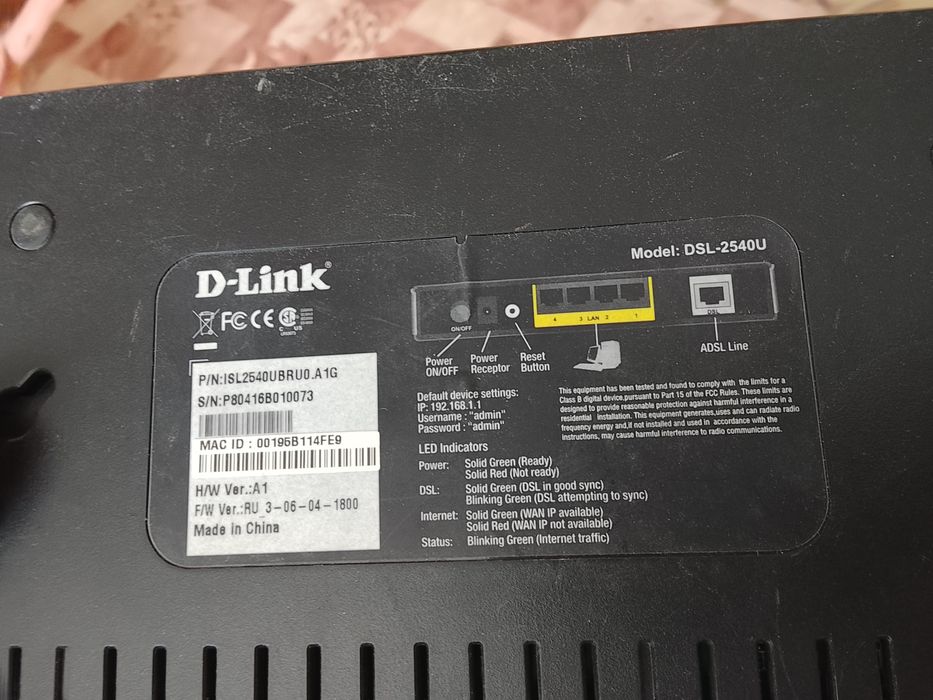 D-Link®
Model: DSL-2540U
FC CE
C US
P/N:ISL2540UBRU0.A1G
S/N:P80416B010073
MAC ID : 00195B114FE9
H/W Ver.:A1
F/W Ver.:RU_3-06-04-1800
Made in China
ON/OFF
4 3 LAN 2 1
DSL
Power ON/OFF
Power Receptor
Reset Button
ADSL Line
Default device settings:
IP: 192.168.1.1
Username : "admin"
Password : "admin"
This equipment has been tested and found to comply with the limits for a
Class B digital device,pursuant to Part 15 of the FCC Rules. These limits are
designed to provide reasonable protection against harmful interference in a
residential installation. This equipment generates,uses and can radiate radio
frequency energy and,if not installed and used in accordance with the
instructions, may cause harmful interference to radio communications.
LED Indicators
Power: Solid Green (Ready)
Solid Red (Not ready)
DSL: Solid Green (DSL in good sync)
Blinking Green (DSL attempting to sync)
Internet: Solid Green (WAN IP available)
Solid Red (WAN IP not available)
Status: Blinking Green (Internet traffic)